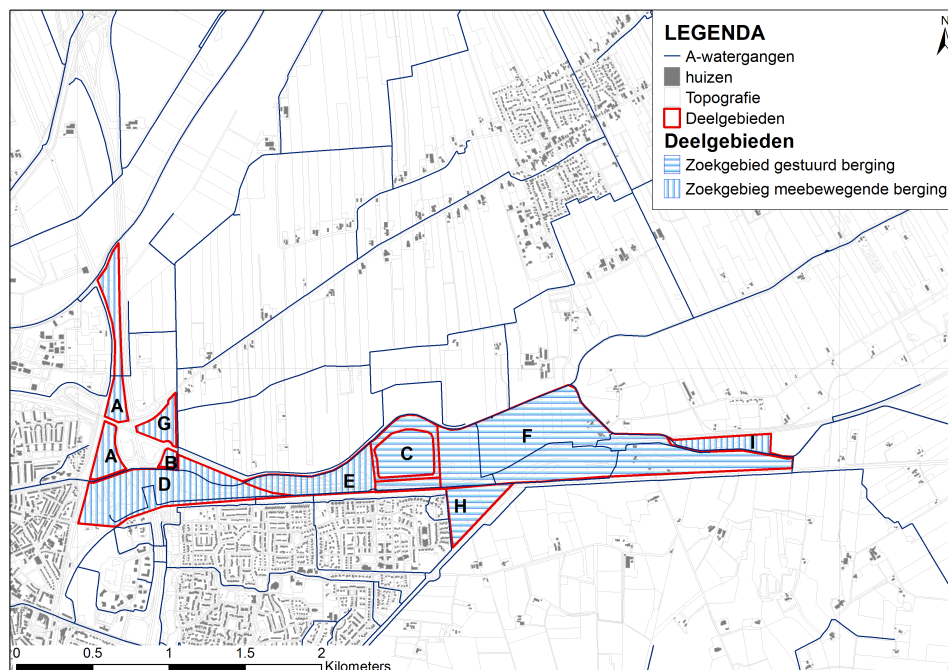 LEGENDA
N
A-watergangen
huizen
Topografie
Deelgebieden
Deelgebieden
Zoekgebied gestuurd berging
Zoekgebieg meebewegende berging
A
G
A
B
D
E
C
F
I
H
0 0.5 1 1.5 2
Kilometers